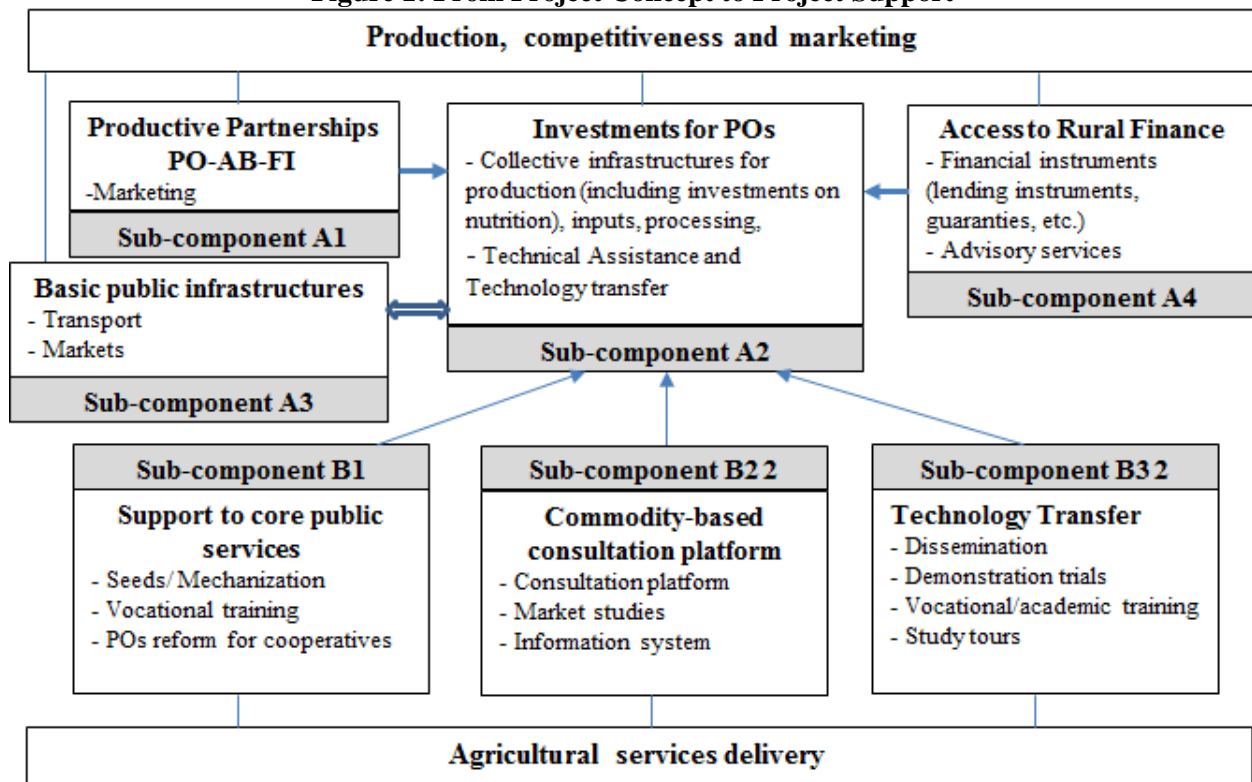 Production, competitiveness and marketing
Productive Partnerships
PO-AB-FI
-Marketing
Sub-component A1
Investments for POs
- Collective infrastructures for
production (including investments on
nutrition), inputs, processing,
- Technical Assistance and
Technology transfer
Sub-component A2
Access to Rural Finance
- Financial instruments
(lending instruments,
guaranties, etc.)
- Advisory services
Sub-component A4
Basic public infrastructures
- Transport
- Markets
Sub-component A3
Sub-component B1
Support to core public
services
- Seeds/ Mechanization
- Vocational training
- POs reform for cooperatives
Sub-component B22
Commodity-based
consultation platform
- Consultation platform
- Market studies
- Information system
Sub-component B32
Technology Transfer
- Dissemination
- Demonstration trials
- Vocational/academic training
- Study tours
Agricultural services delivery